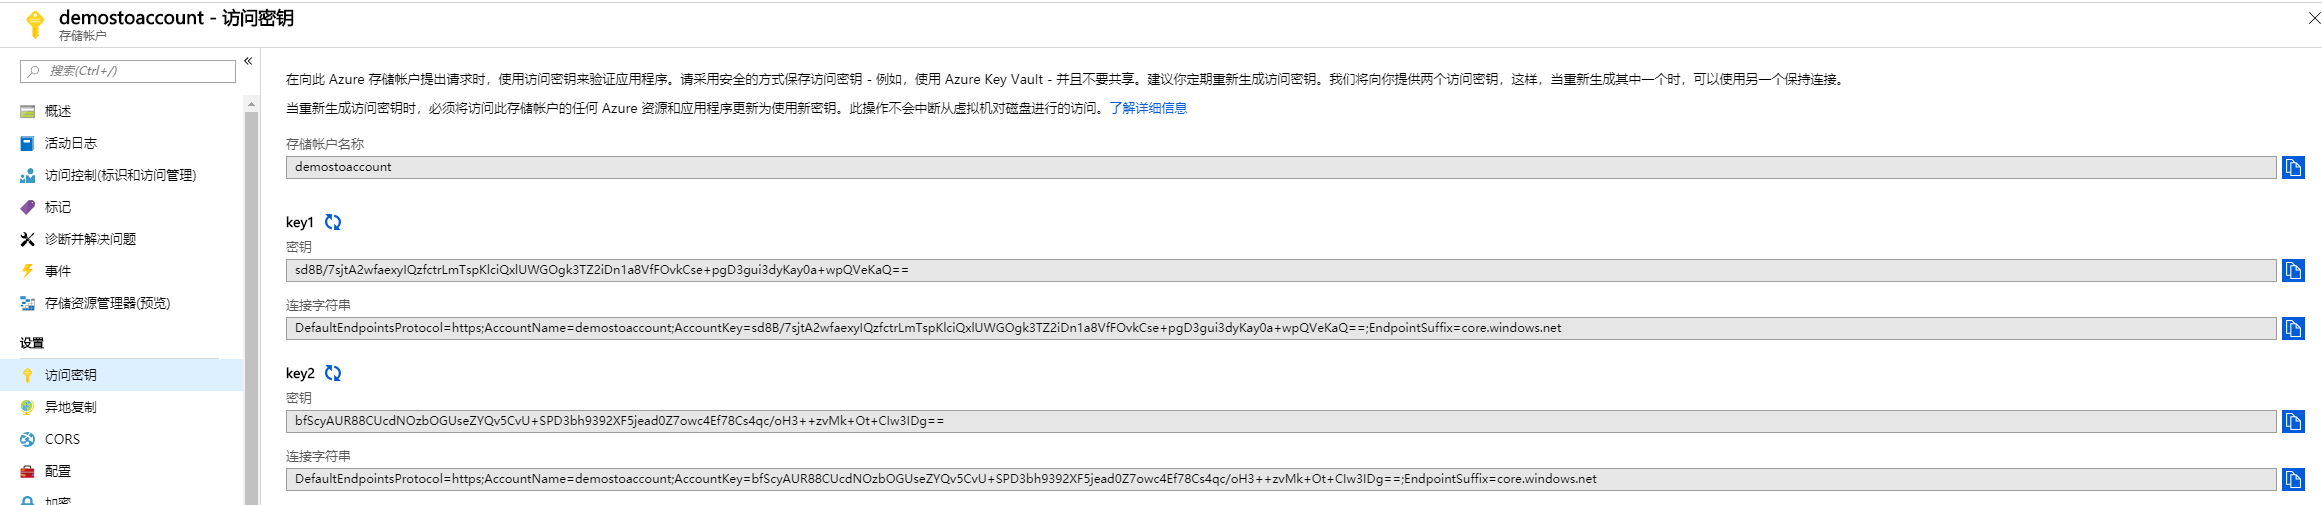 demostoaccount - 访问密钥
存储帐户
搜索(Ctrl+/)
概述
活动日志
访问控制(标识和访问管理)
标记
诊断并解决问题
事件
存储资源管理器(预览)
设置
访问密钥
异地复制
CORS
配置
加密
在向此 Azure 存储帐户提出请求时，使用访问密钥来验证应用程序。请采用安全的方式保存访问密钥 - 例如，使用 Azure Key Vault - 并且不要共享。建议你定期重新生成访问密钥。我们将向你提供两个访问密钥，这样，当重新生成其中一个时，可以使用另一个保持连接。
当重新生成访问密钥时，必须将访问此存储帐户的任何 Azure 资源和应用程序更新为使用新密钥。此操作不会中断从虚拟机对磁盘进行的访问。了解详细信息
存储帐户名称
demostoaccount
key1
密钥
sd8B/7sjtA2wfaexyIQzfctrLmTspKlciQxlUWGOgk3TZ2iDn1a8VfFOvkCse+pgD3gui3dyKay0a+wpQVeKaQ==
连接字符串
DefaultEndpointsProtocol=https;AccountName=demostoaccount;AccountKey=sd8B/7sjtA2wfaexyIQzfctrLmTspKlciQxlUWGOgk3TZ2iDn1a8VfFOvkCse+pgD3gui3dyKay0a+wpQVeKaQ==;EndpointSuffix=core.windows.net
key2
密钥
bfScyAUR88CUcdNOzbOGUseZYQv5CvU+SPD3bh9392XF5jead0Z7owc4Ef78Cs4qc/oH3++zvMk+Ot+CIw3IDg==
连接字符串
DefaultEndpointsProtocol=https;AccountName=demostoaccount;AccountKey=bfScyAUR88CUcdNOzbOGUseZYQv5CvU+SPD3bh9392XF5jead0Z7owc4Ef78Cs4qc/oH3++zvMk+Ot+CIw3IDg==;EndpointSuffix=core.windows.net